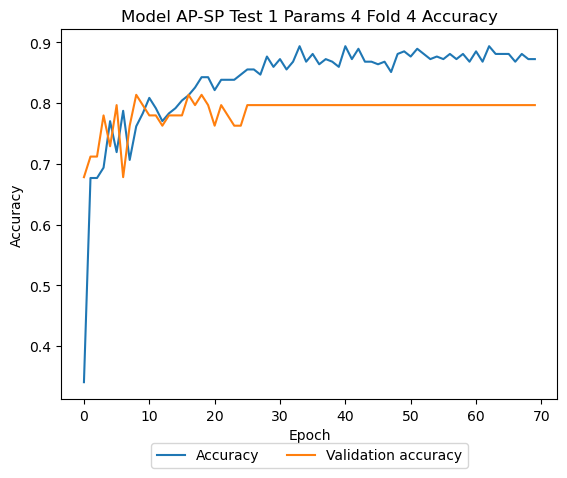 Model AP-SP Test 1 Params 4 Fold 4 Accuracy
0.9
0.8
0.7
0.6
0.5
0.4
Accuracy
0 10 20 30 40 50 60 70
Epoch
Accuracy Validation accuracy